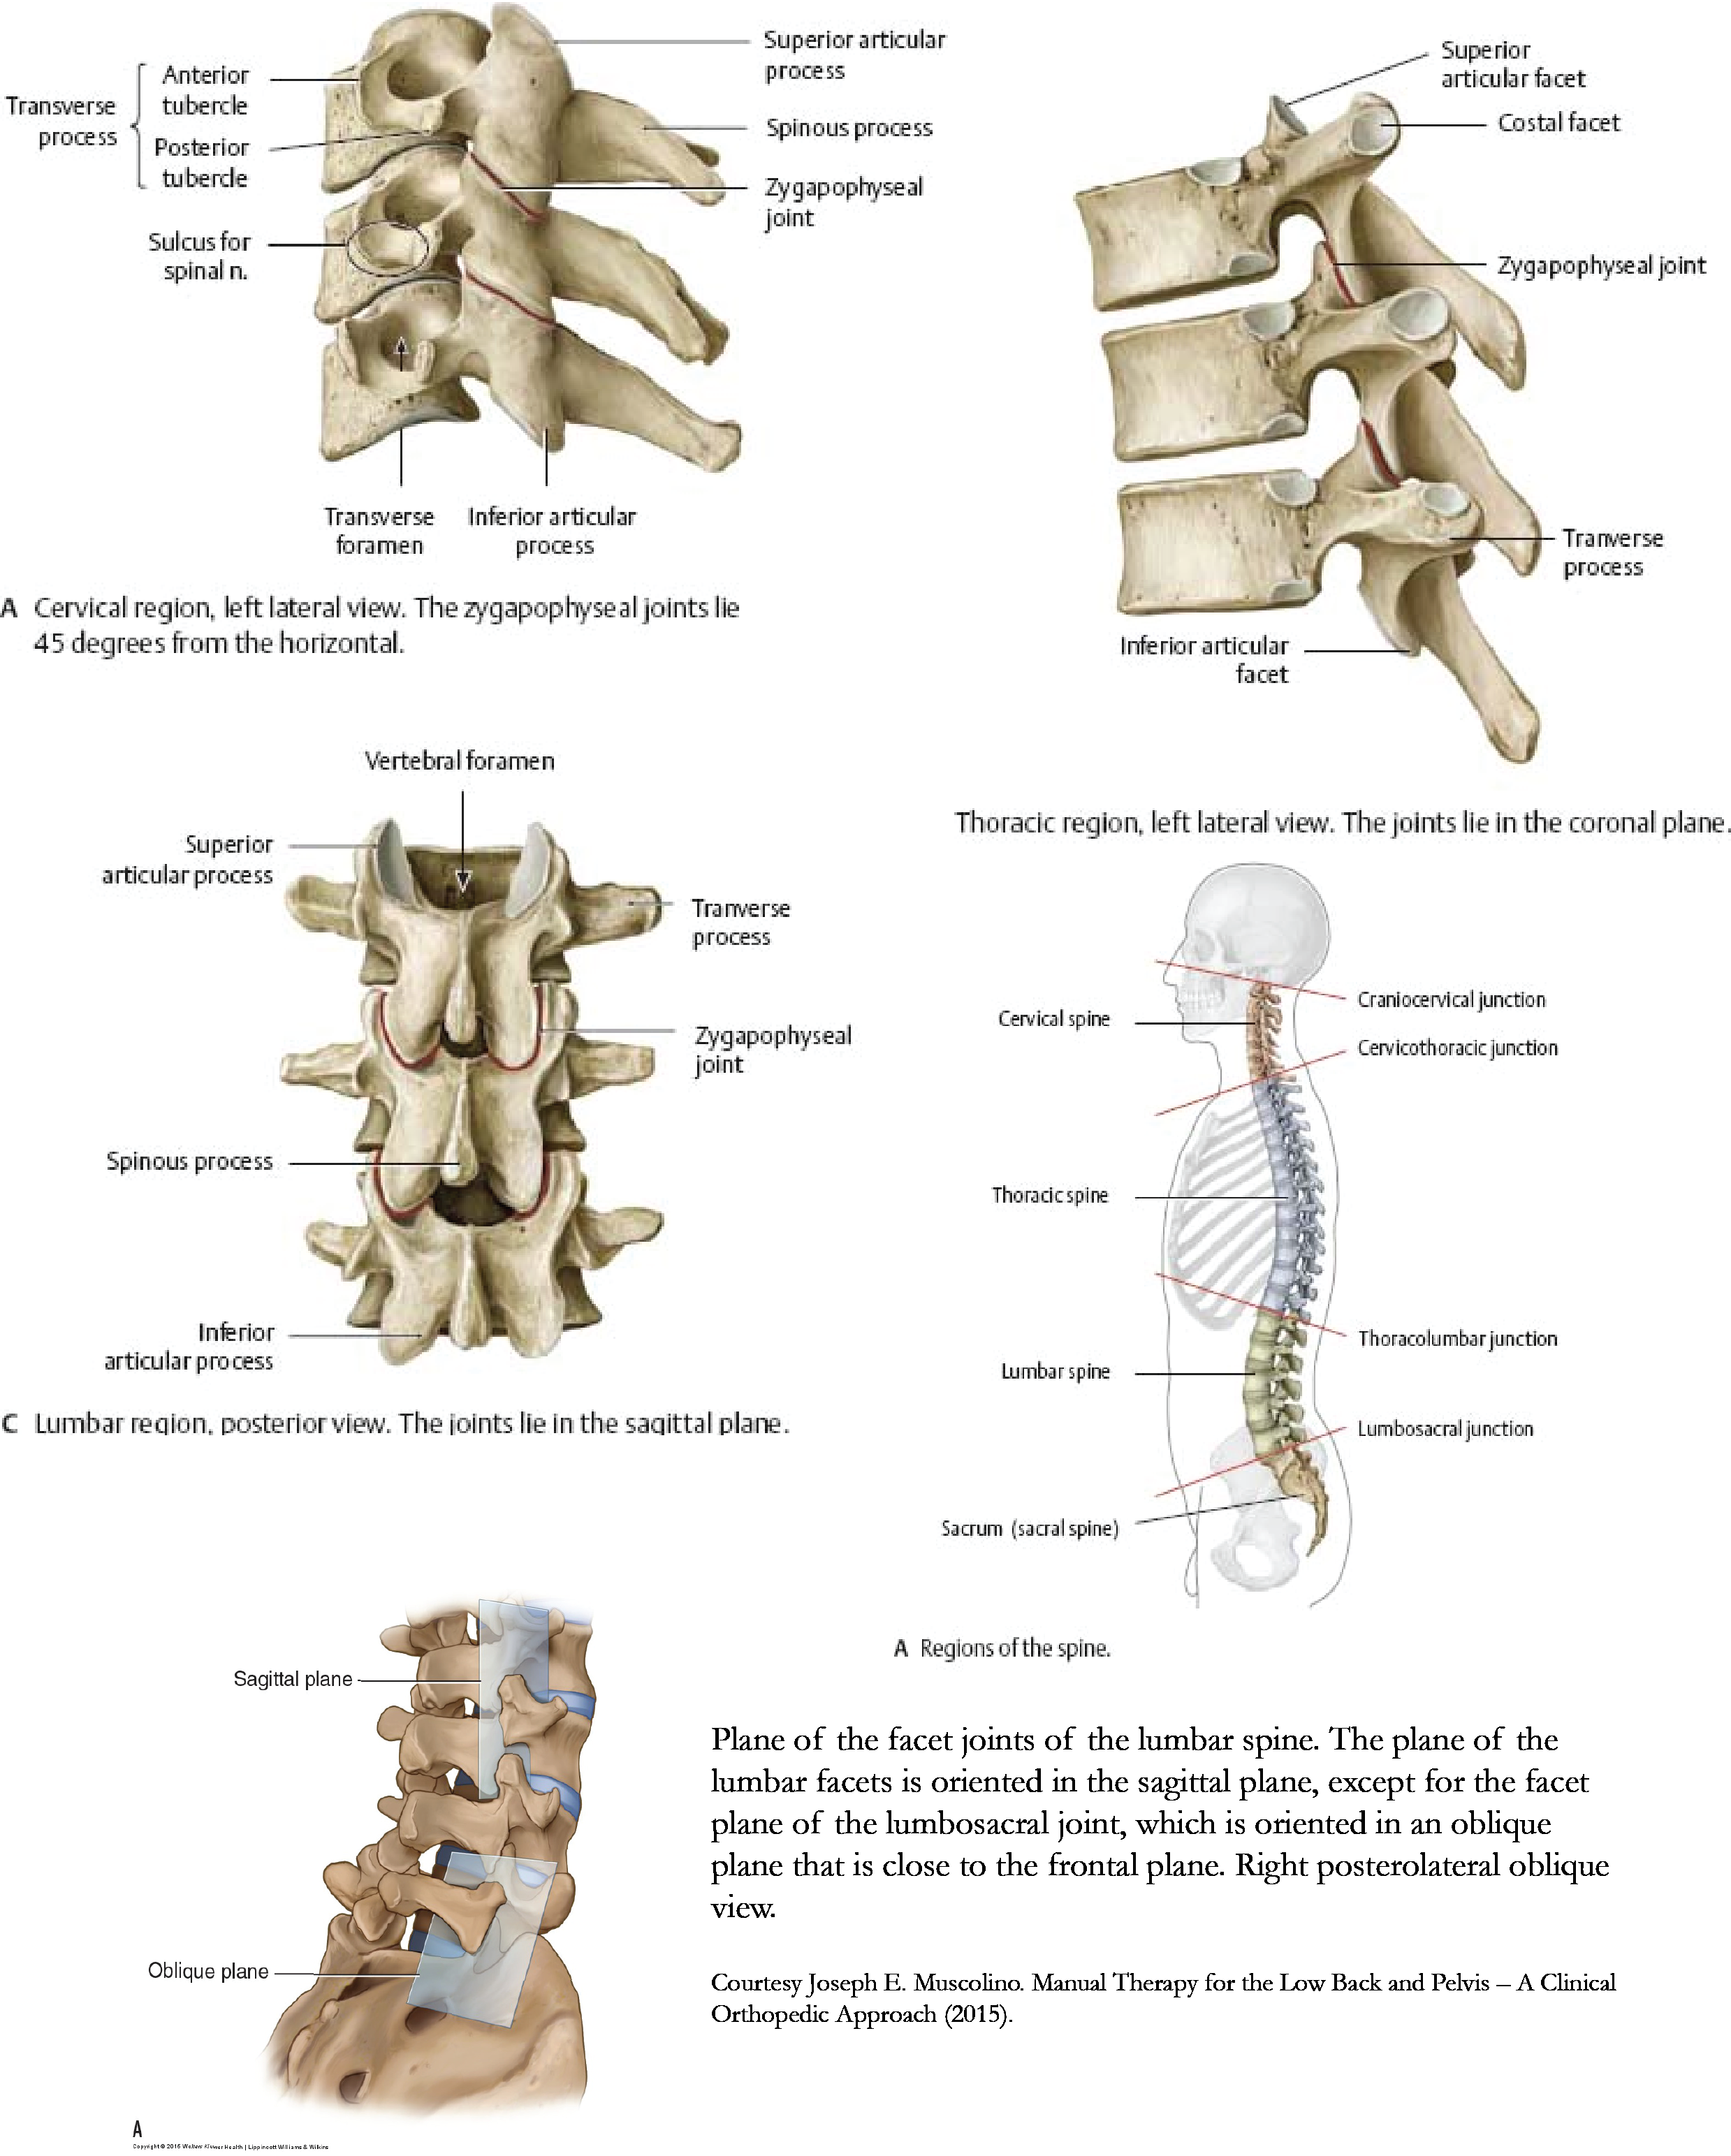 Superior articular
process
Anterior
tubercle
Transverse
process
Posterior
tubercle
Spinous process
Zygapophyseal
joint
Sulcus for
spinal n.
Transverse
foramen
Inferior articular
process
A Cervical region, left lateral view. The zygapophyseal joints lie
45 degrees from the horizontal.
Superior
articular facet
Costal facet
Zygapophyseal joint
Tranverse
process
Inferior articular
facet
Thoracic region, left lateral view. The joints lie in the coronal plane.
Vertebral foramen
Superior
articular process
Tranverse
process
Zygapophyseal
joint
Spinous process
Inferior
articular process
C Lumbar region, posterior view. The joints lie in the sagittal plane.
Craniocervical junction
Cervical spine
Cervicothoracic junction
Thoracic spine
Thoracolumbar junction
Lumbar spine
Lumbosacral junction
Sacrum (sacral spine)
A Regions of the spine.
Sagittal plane
Oblique plane
A
Copyright © 2015 Wolters Kluwer Health | Lippincott Williams & Wilkins
Plane of the facet joints of the lumbar spine. The plane of the
lumbar facets is oriented in the sagittal plane, except for the facet
plane of the lumbosacral joint, which is oriented in an oblique
plane that is close to the frontal plane. Right posterolateral oblique
view.
Courtesy Joseph E. Muscolino. Manual Therapy for the Low Back and Pelvis – A Clinical
Orthopedic Approach (2015).